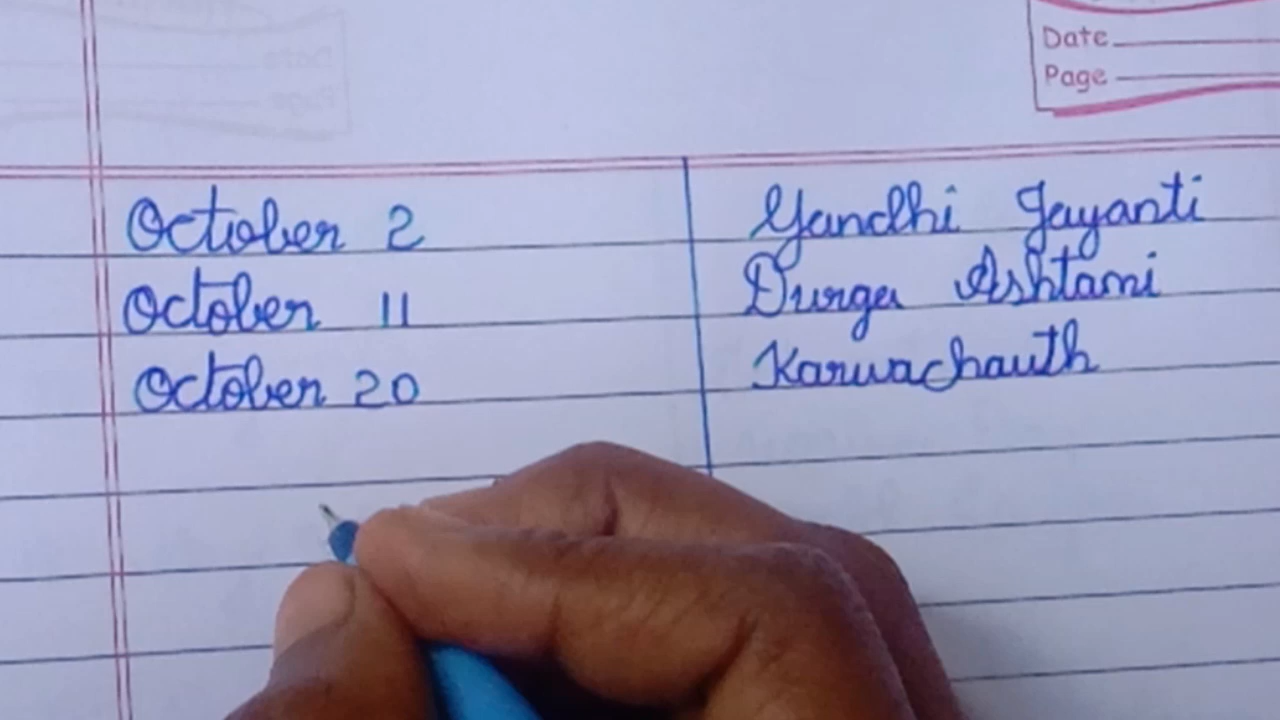 Date
Page
October 2 Gandhi Jayanti
October 11 Durga Ashtami
October 20 Karwachauth